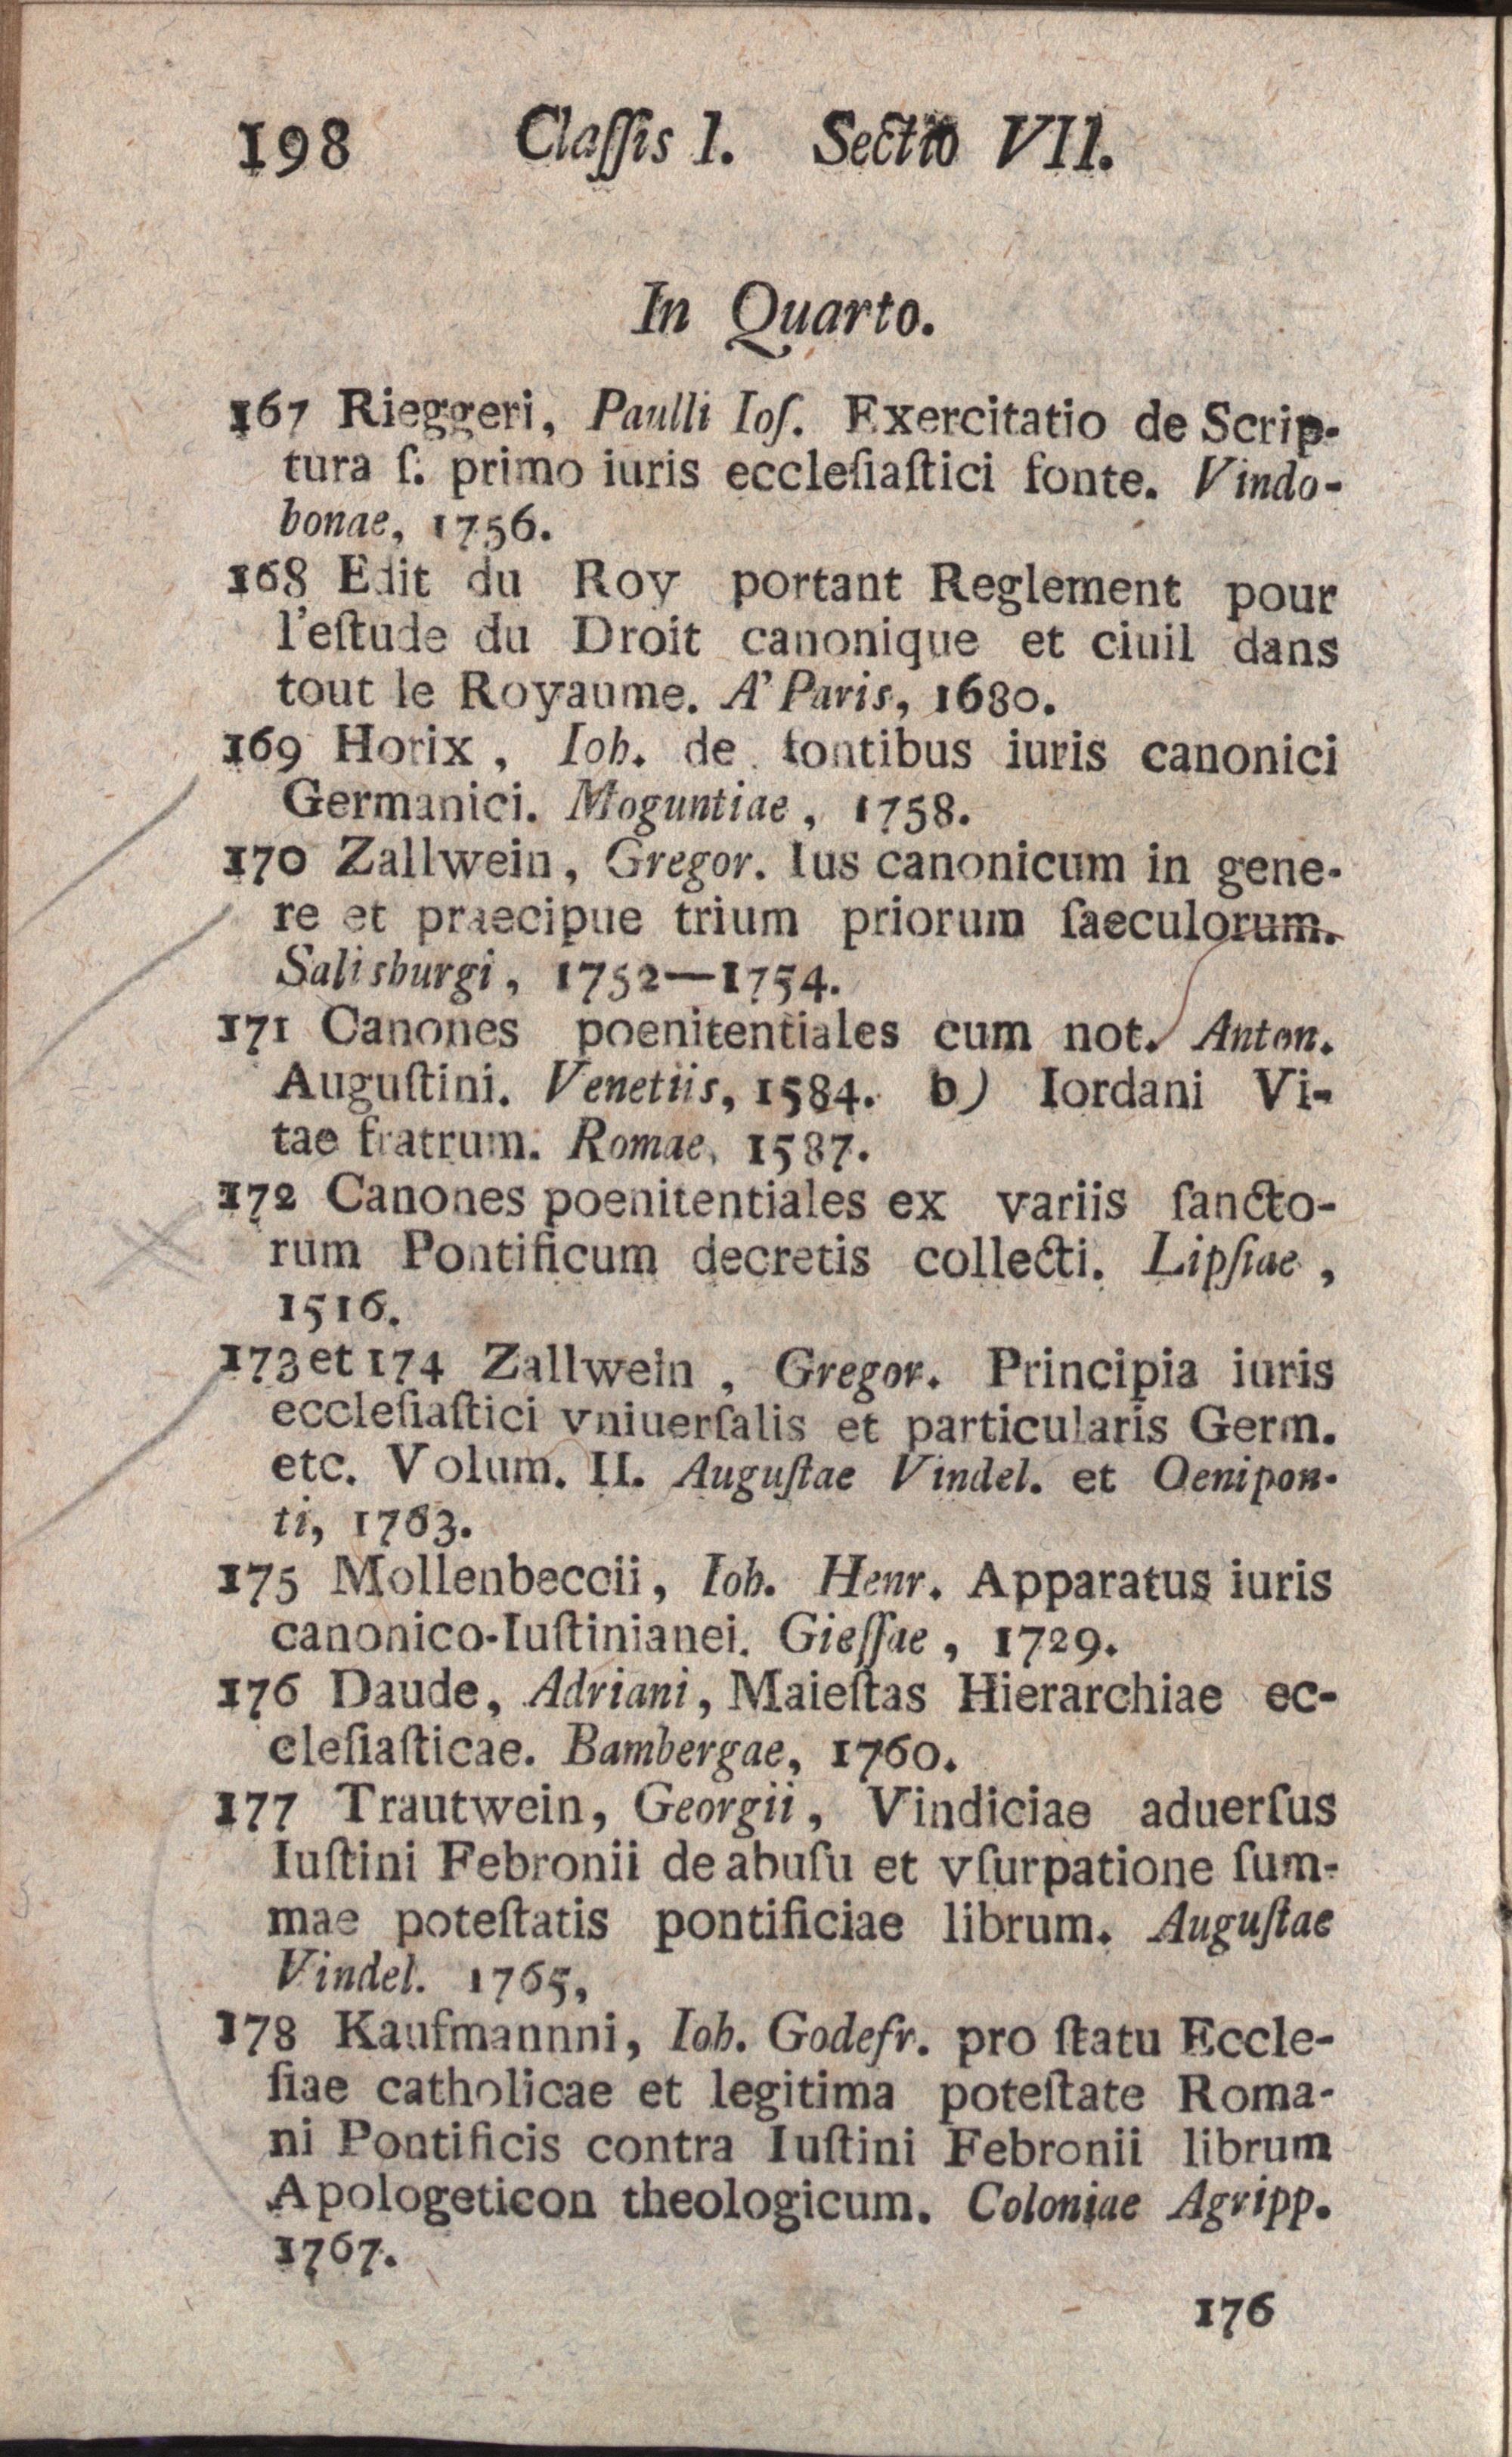 198 Claſſis I. Sectio VII.
In Quarto.
167 Rieggeri, Paulli Ioſ. Exercitatio de Scrip-
tura ſ. primo iuris eccleſiaſtici fonte. Vindo-
bonae, 1756.
168 Edit du Roy portant Reglement pour
l'eſtude du Droit canonique et ciuil dans
tout le Royaume. A' Paris, 1680.
169 Horix, Ioh. de fontibus iuris canonici
Germanici. Moguntiae, 1758.
170 Zallwein, Gregor. Ius canonicum in gene-
re et praecipue trium priorum ſaeculorum.
Salisburgi, 1752—1754.
171 Canones poenitentiales cum not. Anton.
Auguſtini. Venetiis, 1584. b) Iordani Vi-
tae fratrum. Romae, 1587.
172 Canones poenitentiales ex variis ſancto-
rum Pontificum decretis collecti. Lipſiae,
1516.
173 et 174 Zallwein, Gregor. Principia iuris
eccleſiaſtici vniuerſalis et particularis Germ.
etc. Volum. II. Auguſtae Vindel. et Oenipon-
ti, 1763.
175 Mollenbeccii, Ioh. Henr. Apparatus iuris
canonico-Iuſtinianei. Gieſſae, 1729.
176 Daude, Adriani, Maieſtas Hierarchiae ec-
cleſiaſticae. Bambergae, 1760.
177 Trautwein, Georgii, Vindiciae aduerſus
Iuſtini Febronii de abuſu et vſurpatione ſum-
mae poteſtatis pontificiae librum. Auguſtae
Vindel. 1765,
178 Kaufmannni, Ioh. Godefr. pro ſtatu Eccle-
ſiae catholicae et legitima poteſtate Roma-
ni Pontificis contra Iuſtini Febronii librum
Apologeticon theologicum. Coloniae Agripp.
1767.
176